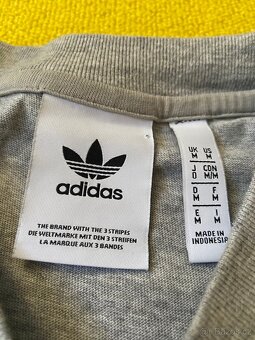 adidas
THE BRAND WITH THE 3 STRIPES
DIE WELTMARKE MIT DEN 3 STREIFEN
LA MARQUE AUX 3 BANDES
UK M US M
J O CDN M/M
D M F M
E M I M
MADE IN
INDONESIA